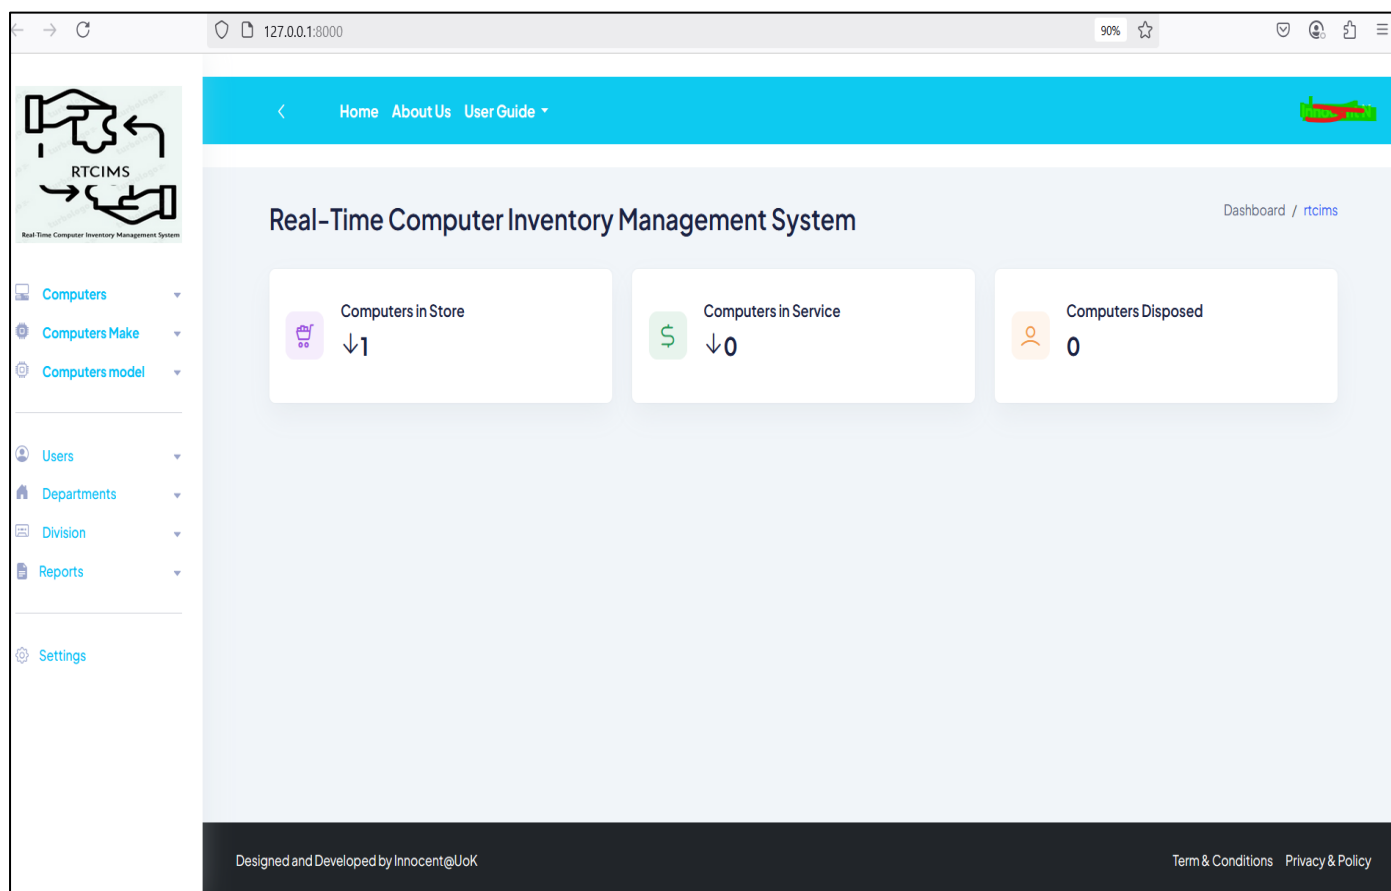 127.0.0.1:8000
90%
RTCIMS
Real-Time Computer Inventory Management System
Home About Us User Guide
Real-Time Computer Inventory Management System
Dashboard / rtcims
Computers
Computers Make
Computers model
Users
Departments
Division
Reports
Settings
Computers in Store
↓1
Computers in Service
$
↓0
Computers Disposed
0
Designed and Developed by Innocent@UoK
Term & Conditions Privacy & Policy